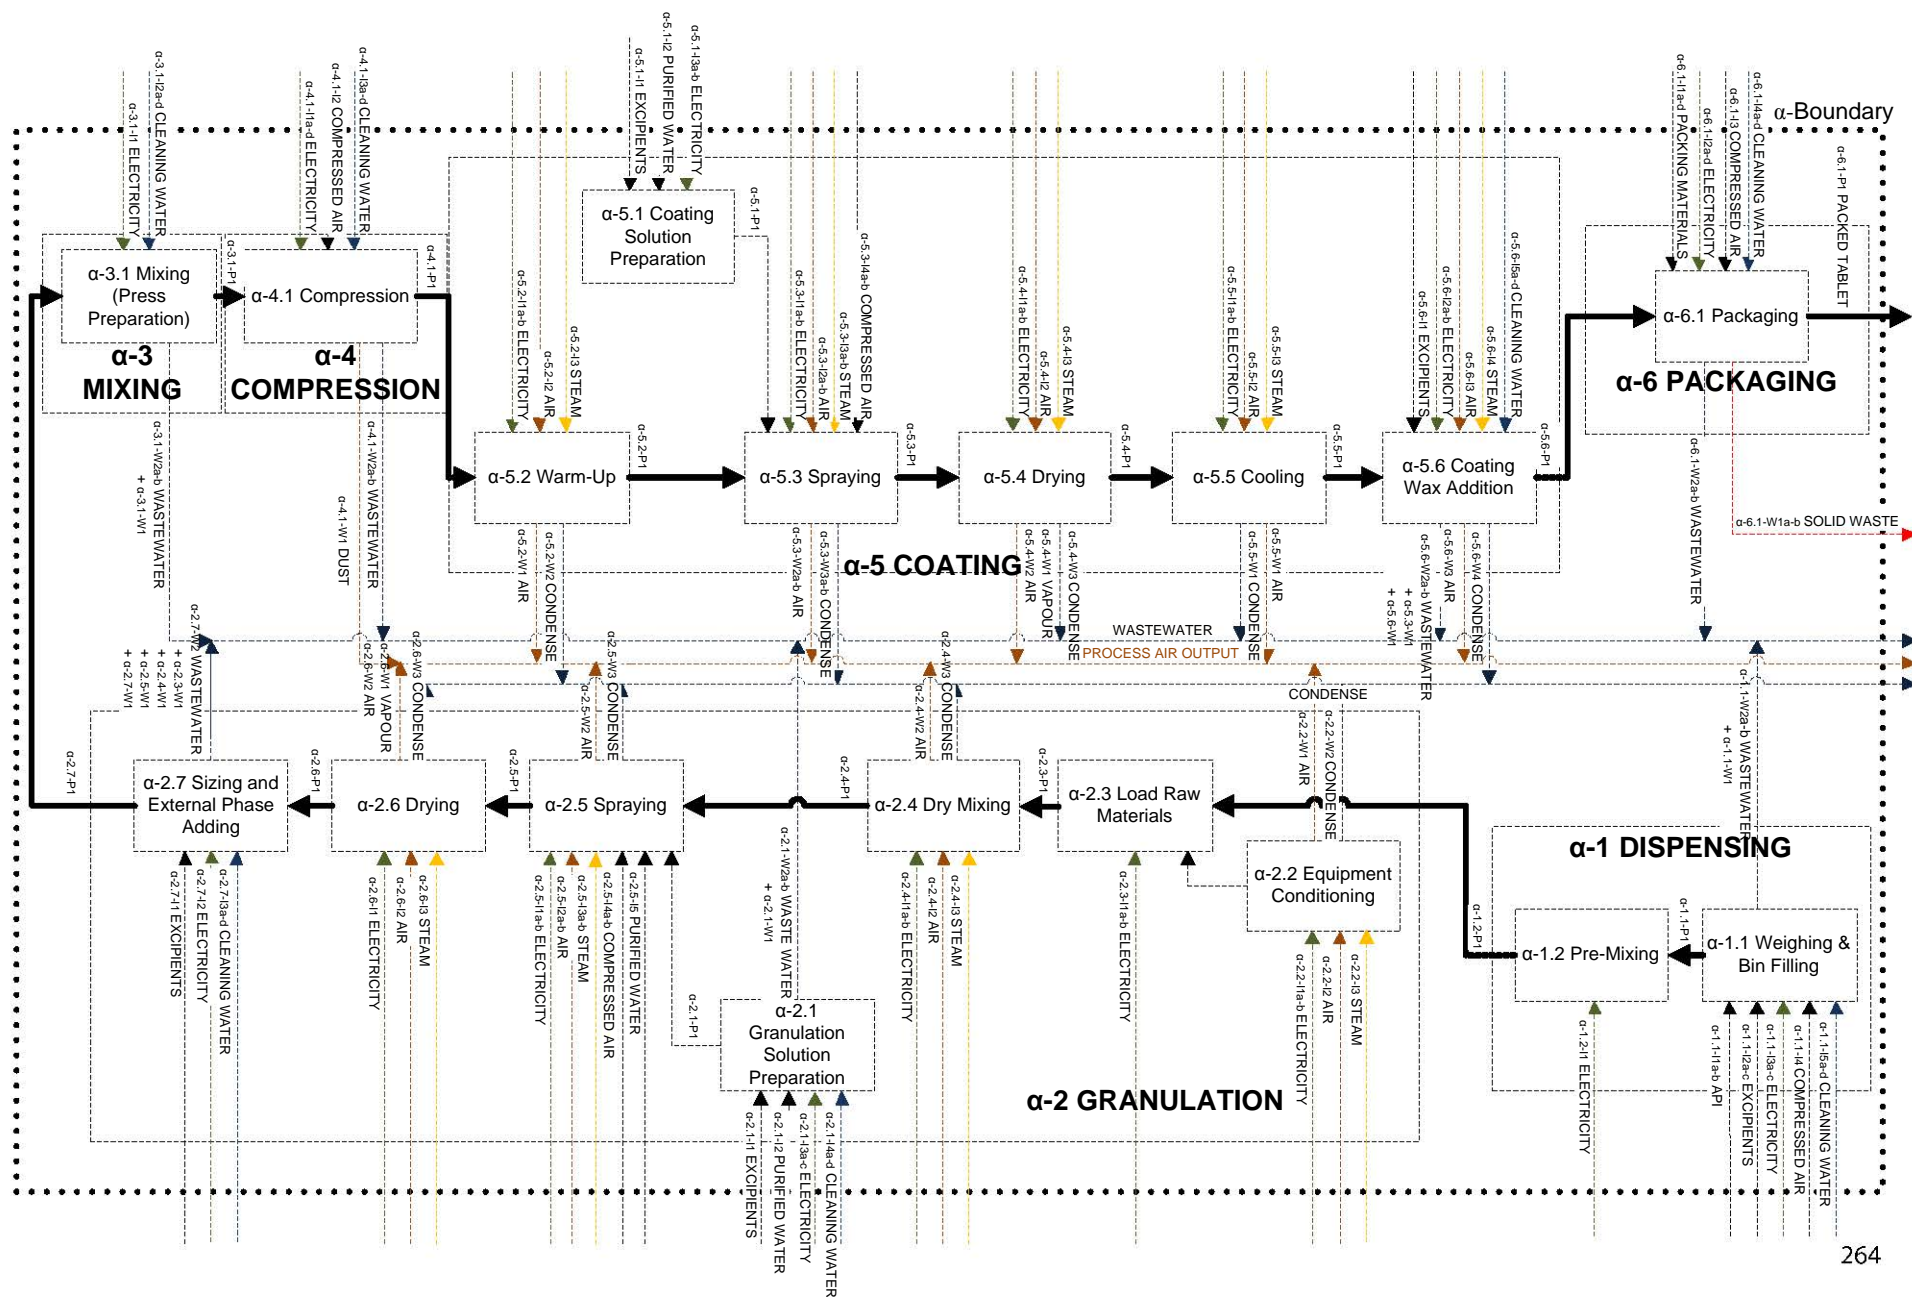 α-Boundary
α-3.1-I1 ELECTRICITY
α-3.1-I2a-d CLEANING WATER
α-4.1-I1a-d ELECTRICITY
α-4.1-I2 COMPRESSED AIR
α-4.1-I3a-d CLEANING WATER
α-5.1-I1 EXCIPIENTS
α-5.1-I2 PURIFIED WATER
α-5.1-I3a-b ELECTRICITY
α-6.1-I1a-d PACKING MATERIALS
α-6.1-I2a-d ELECTRICITY
α-6.1-I3 COMPRESSED AIR
α-6.1-I4a-d CLEANING WATER
α-6.1-P1 PACKED TABLET
α-3.1 Mixing
(Press
Preparation)
α-3.1-P1
α-3
MIXING
α-4.1 Compression
α-4.1-P1
α-4
COMPRESSION
α-5.1 Coating
Solution
Preparation
α-5.1-P1
α-5.2-I1a-b ELECTRICITY
α-5.2-I2 AIR
α-5.2-I3 STEAM
α-5.3-I1a-b ELECTRICITY
α-5.3-I2a-b AIR
α-5.3-I3a-b STEAM
α-5.3-I4a-b COMPRESSED AIR
α-5.4-I1a-b ELECTRICITY
α-5.4-I2 AIR
α-5.4-I3 STEAM
α-5.5-I1a-b ELECTRICITY
α-5.5-I2 AIR
α-5.5-I3 STEAM
α-5.6-I1 EXCIPIENTS
α-5.6-I2a-b ELECTRICITY
α-5.6-I3 AIR
α-5.6-I4 STEAM
α-5.6-I5a-d CLEANING WATER
α-6.1 Packaging
α-6 PACKAGING
α-5.2 Warm-Up
α-5.2-P1
α-5.3 Spraying
α-5.3-P1
α-5.4 Drying
α-5.4-P1
α-5.5 Cooling
α-5.5-P1
α-5.6 Coating
Wax Addition
α-5.6-P1
α-5 COATING
α-3.1-W2a-b WASTEWATER
+ α-3.1-W1
α-4.1-W1 DUST
α-4.1-W2a-b WASTEWATER
α-5.2-W1 AIR
α-5.2-W2 CONDENSE
α-5.3-W2a-b AIR
α-5.3-W3a-b CONDENSE
α-5.4-W2 AIR
α-5.4-W1 VAPOUR
α-5.4-W3 CONDENSE
α-5.5-W1 CONDENSE
α-5.5-W1 AIR
α-5.6-W2a-b WASTEWATER
+ α-5.3-W1
+ α-5.6-W1
α-5.6-W3 AIR
α-5.6-W4 CONDENSE
α-6.1-W2a-b WASTEWATER
α-6.1-W1a-b SOLID WASTE
WASTEWATER
PROCESS AIR OUTPUT
CONDENSE
α-2.7-W2 WASTEWATER
+ α-2.3-W1
+ α-2.4-W1
+ α-2.5-W1
+ α-2.7-W1
α-2.6-W2 AIR
α-2.6-W1 VAPOUR
α-2.6-W3 CONDENSE
α-2.5-W2 AIR
α-2.5-W3 CONDENSE
α-2.4-W2 AIR
α-2.4-W3 CONDENSE
α-2.2-W1 AIR
α-2.2-W2 CONDENSE
α-1.1-W2a-b WASTEWATER
+ α-1.1-W1
α-2.1-W2a-b WASTE WATER
+ α-2.1-W1
α-2.7-P1
α-2.7 Sizing and
External Phase
Adding
α-2.6-P1
α-2.6 Drying
α-2.5-P1
α-2.5 Spraying
α-2.4-P1
α-2.4 Dry Mixing
α-2.3-P1
α-2.3 Load Raw
Materials
α-2.2 Equipment
Conditioning
α-1 DISPENSING
α-1.2-P1
α-1.2 Pre-Mixing
α-1.1-P1
α-1.1 Weighing &
Bin Filling
α-2.1-P1
α-2.1
Granulation
Solution
Preparation
α-2 GRANULATION
α-2.7-I1 EXCIPIENTS
α-2.7-I2 ELECTRICITY
α-2.7-I3a-d CLEANING WATER
α-2.6-I1 ELECTRICITY
α-2.6-I2 AIR
α-2.6-I3 STEAM
α-2.5-I1a-b ELECTRICITY
α-2.5-I2a-b AIR
α-2.5-I3a-b STEAM
α-2.5-I4a-b COMPRESSED AIR
α-2.5-I5 PURIFIED WATER
α-2.1-I1 EXCIPIENTS
α-2.1-I2 PURIFIED WATER
α-2.1-I3a-c ELECTRICITY
α-2.1-I4a-d CLEANING WATER
α-2.4-I1a-b ELECTRICITY
α-2.4-I2 AIR
α-2.4-I3 STEAM
α-2.3-I1a-b ELECTRICITY
α-2.2-I1a-b ELECTRICITY
α-2.2-I2 AIR
α-2.2-I3 STEAM
α-1.2-I1 ELECTRICITY
α-1.1-I1a-b API
α-1.1-I2a-c EXCIPIENTS
α-1.1-I3a-c ELECTRICITY
α-1.1-I4 COMPRESSED AIR
α-1.1-I5a-d CLEANING WATER
264